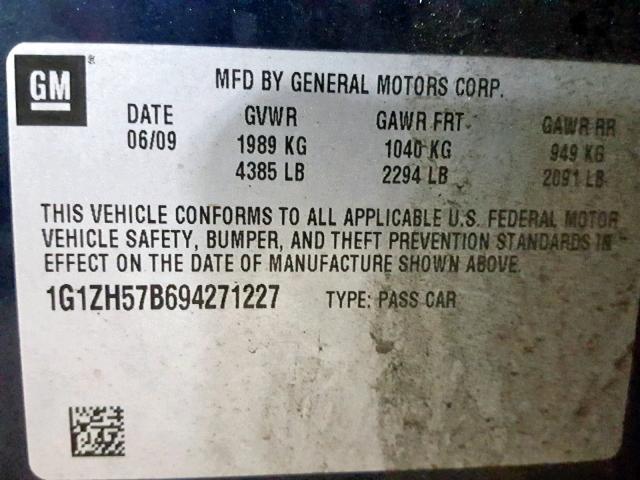 GM ®
MFD BY GENERAL MOTORS CORP.
DATE GVWR GAWR FRT GAWR RR
06/09 1989 KG 1040 KG 949 KG
4385 LB 2294 LB 2091 LB
THIS VEHICLE CONFORMS TO ALL APPLICABLE U.S. FEDERAL MOTOR
VEHICLE SAFETY, BUMPER, AND THEFT PREVENTION STANDARDS IN
EFFECT ON THE DATE OF MANUFACTURE SHOWN ABOVE.
1G1ZH57B694271227 TYPE: PASS CAR